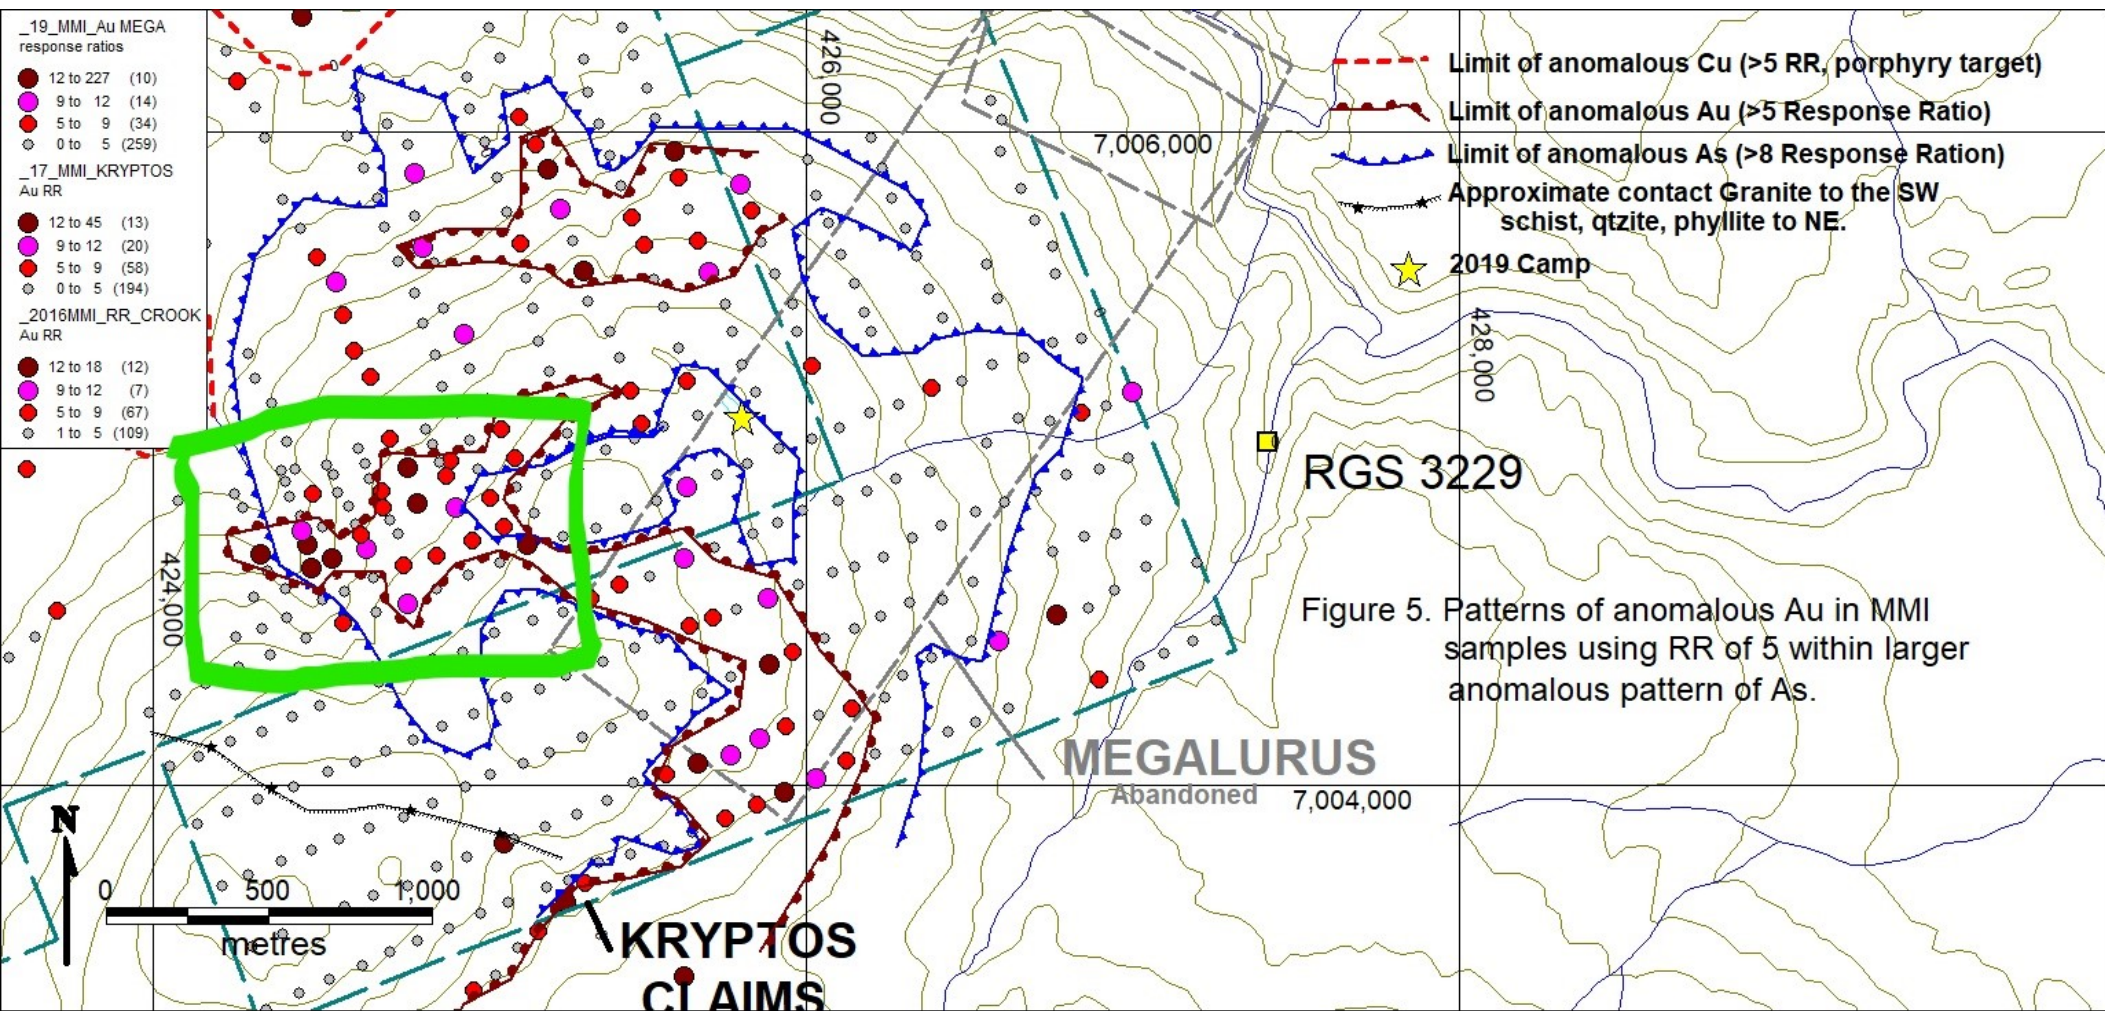 _19_MMI_Au MEGA
response ratios
12 to 227 (10)
9 to 12 (14)
5 to 9 (34)
0 to 5 (259)
_17_MMI_KRYPTOS
Au RR
12 to 45 (13)
9 to 12 (20)
5 to 9 (58)
0 to 5 (194)
_2016MMI_RR_CROOK
Au RR
12 to 18 (12)
9 to 12 (7)
5 to 9 (67)
1 to 5 (109)
426,000
7,006,000
Limit of anomalous Cu (>5 RR, porphyry target)
Limit of anomalous Au (>5 Response Ratio)
Limit of anomalous As (>8 Response Ration)
Approximate contact Granite to the SW
schist, qtzite, phyllite to NE.
2019 Camp
428,000
RGS 3229
424,000
Figure 5. Patterns of anomalous Au in MMI
samples using RR of 5 within larger
anomalous pattern of As.
MEGALURUS
Abandoned
7,004,000
N
0 500 1,000
metres
KRYPTOS
CLAIMS